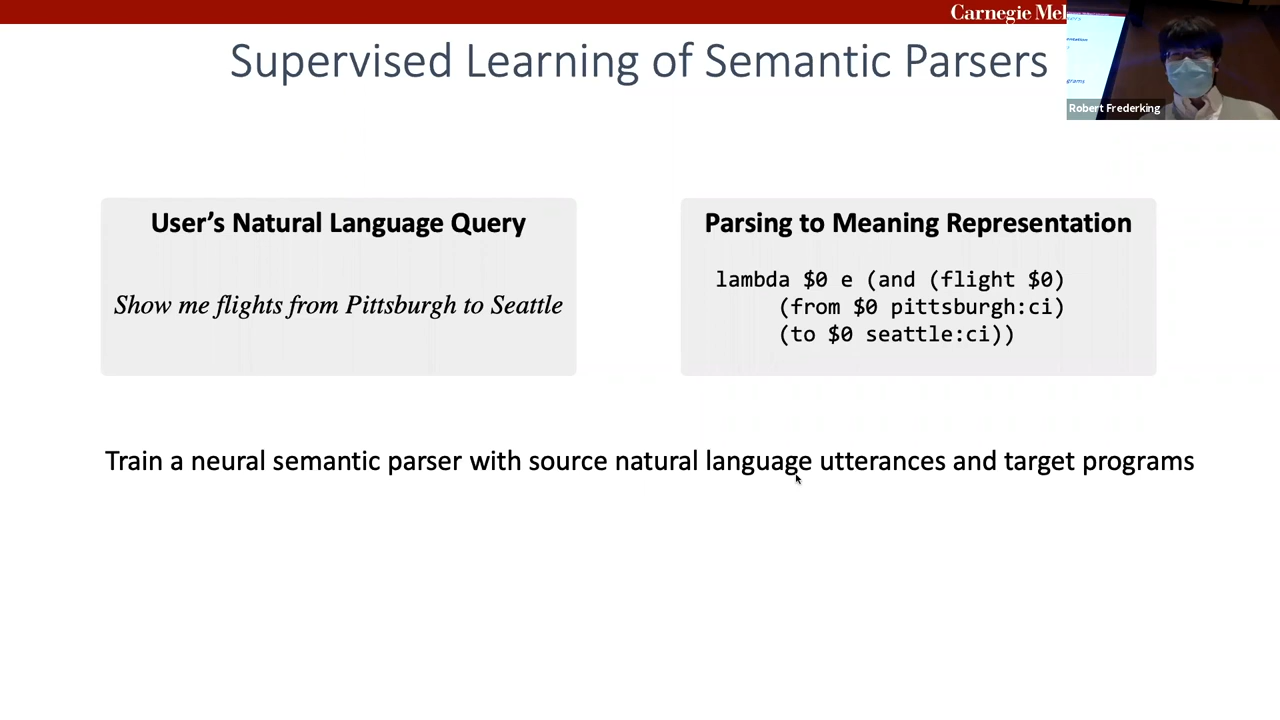 Carnegie Mel
Supervised Learning of Semantic Parsers
Robert Frederking
User's Natural Language Query
Show me flights from Pittsburgh to Seattle
Parsing to Meaning Representation
lambda $0 e (and (flight $0)
(from $0 pittsburgh:ci)
(to $0 seattle:ci))
Train a neural semantic parser with source natural language utterances and target programs